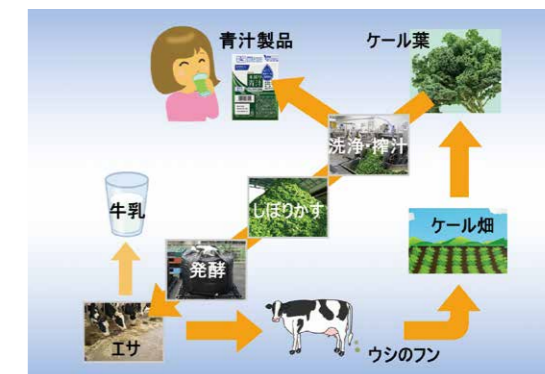 青汁製品
ケール葉
洗浄・搾汁
しぼりかす
牛乳
ケール畑
発酵
エサ
ウシのフン